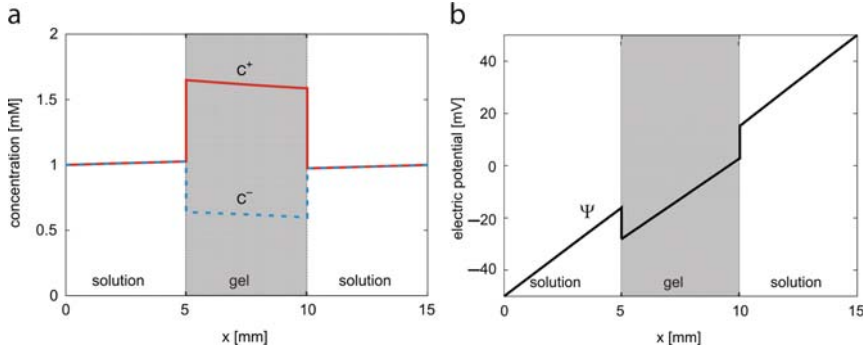 a
2
1.5
1
0.5
0
concentration [mM]
c+
c−
solution
gel
solution
0
5
10
15
x [mm]
b
40
20
0
−20
−40
electric potential [mV]
Ψ
solution
gel
solution
0
5
10
15
x [mm]